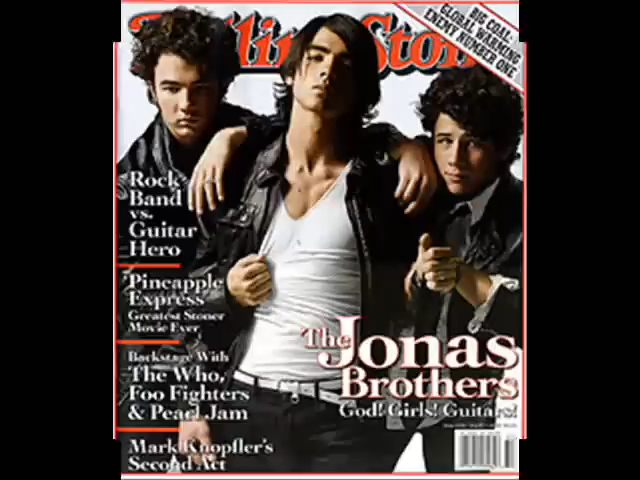 Rolling Stone
BIG COAL:
GLOBAL WARMING
ENEMY NUMBER ONE
Rock
Band
vs.
Guitar
Hero
Pineapple
Express
Greatest Stoner
Movie Ever
Backstage With
The Who,
Foo Fighters
& Pearl Jam
Mark Knopfler's
Second Act
The Jonas
Brothers
God! Girls! Guitars!